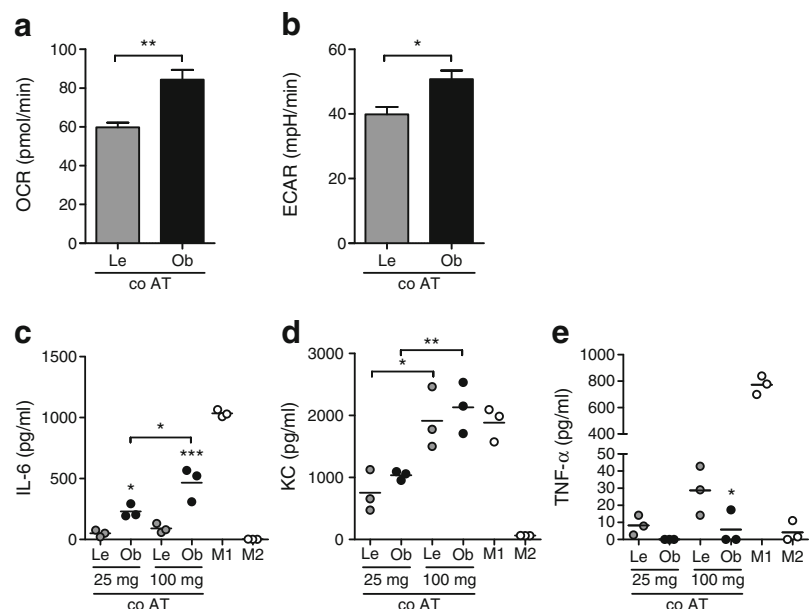 a
b
**
*
OCR (pmol/min)
100
80
60
40
20
0
Le Ob
co AT
ECAR (mpH/min)
60
40
20
0
Le Ob
co AT
c
d
e
IL-6 (pg/ml)
1500
1000
500
0
*
*
***
Le Ob Le Ob M1 M2
25 mg 100 mg
co AT
KC (pg/ml)
3000
2000
1000
0
**
*
Le Ob Le Ob M1 M2
25 mg 100 mg
co AT
TNF-α (pg/ml)
1000
800
600
400
50
40
30
20
10
0
*
Le Ob Le Ob M1 M2
25 mg 100 mg
co AT